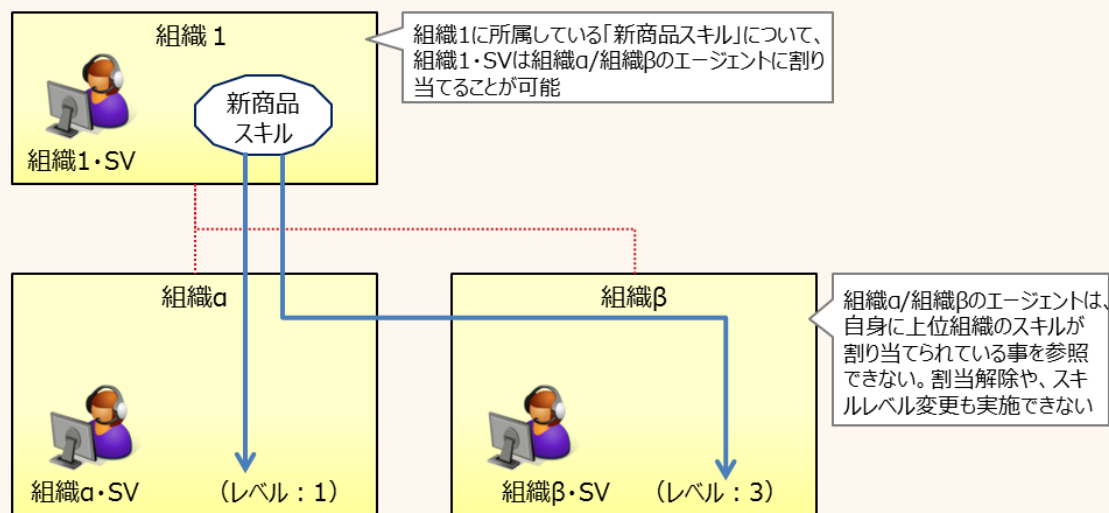 組織１
組織1に所属している「新商品スキル」について、
組織1・SVは組織α/組織βのエージェントに割り
当てることが可能
新商品
スキル
組織1・SV
組織α
組織β
組織α/組織βのエージェントは、
自身に上位組織のスキルが
割り当てられている事を参照
できない。割当解除や、スキ
ルレベル変更も実施できない
組織α・SV
（レベル：1）
組織β・SV
（レベル：3）